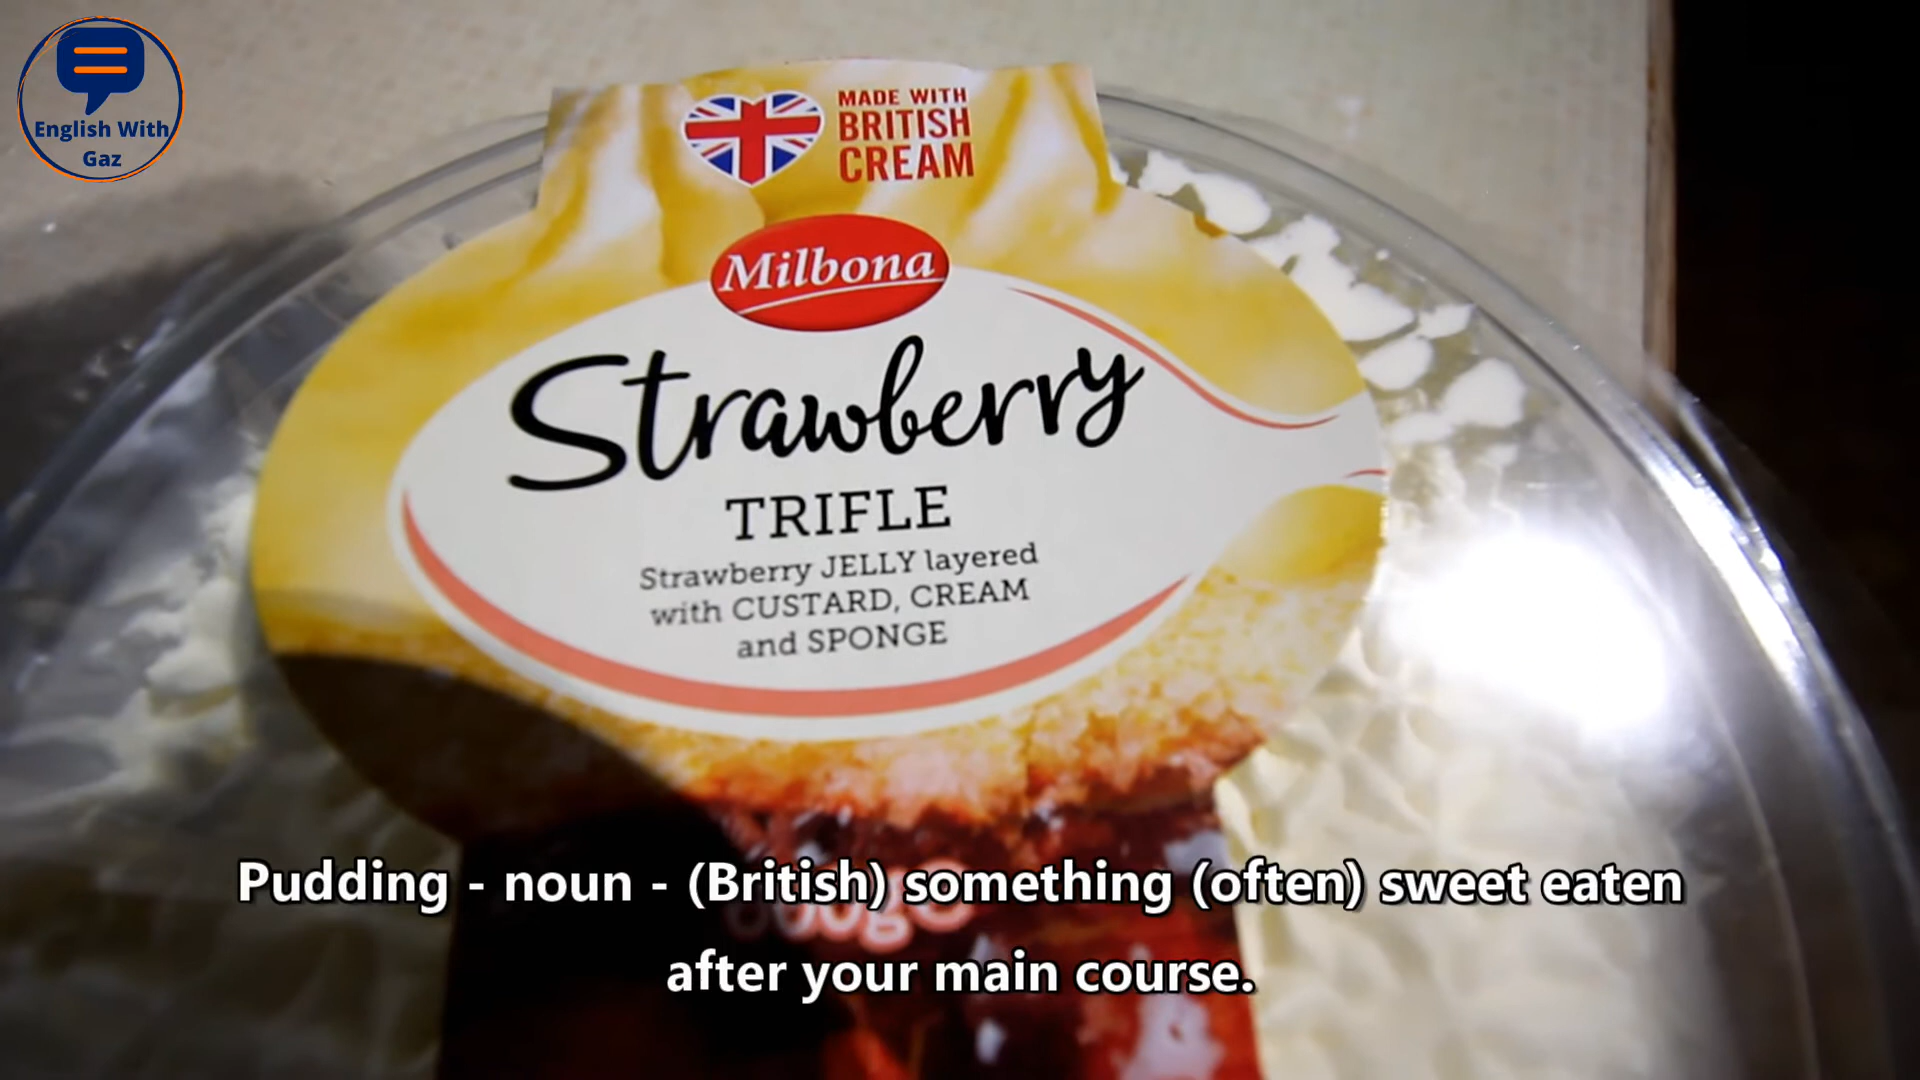 English With
Gaz
MADE WITH
BRITISH
CREAM
Milbona
Strawberry
TRIFLE
Strawberry JELLY layered
with CUSTARD, CREAM
and SPONGE
Pudding - noun - (British) something (often) sweet eaten
after your main course.